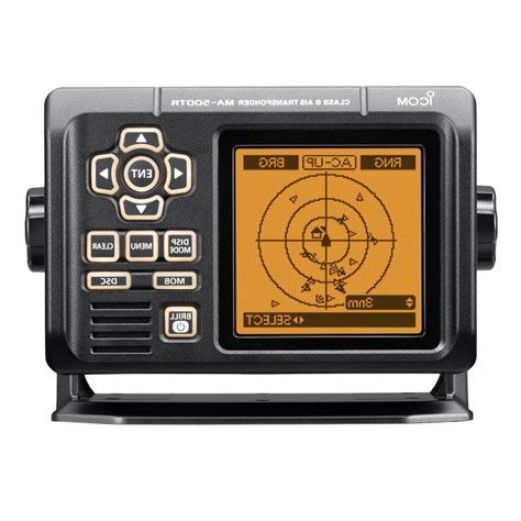 ICOM CLASS B AIS TRANSPONDER MA-500TR
RNG AC-UP BRG
3nm
SELECT
ENT
DISP MODE MENU CLEAR
MOB DSC
BRILL